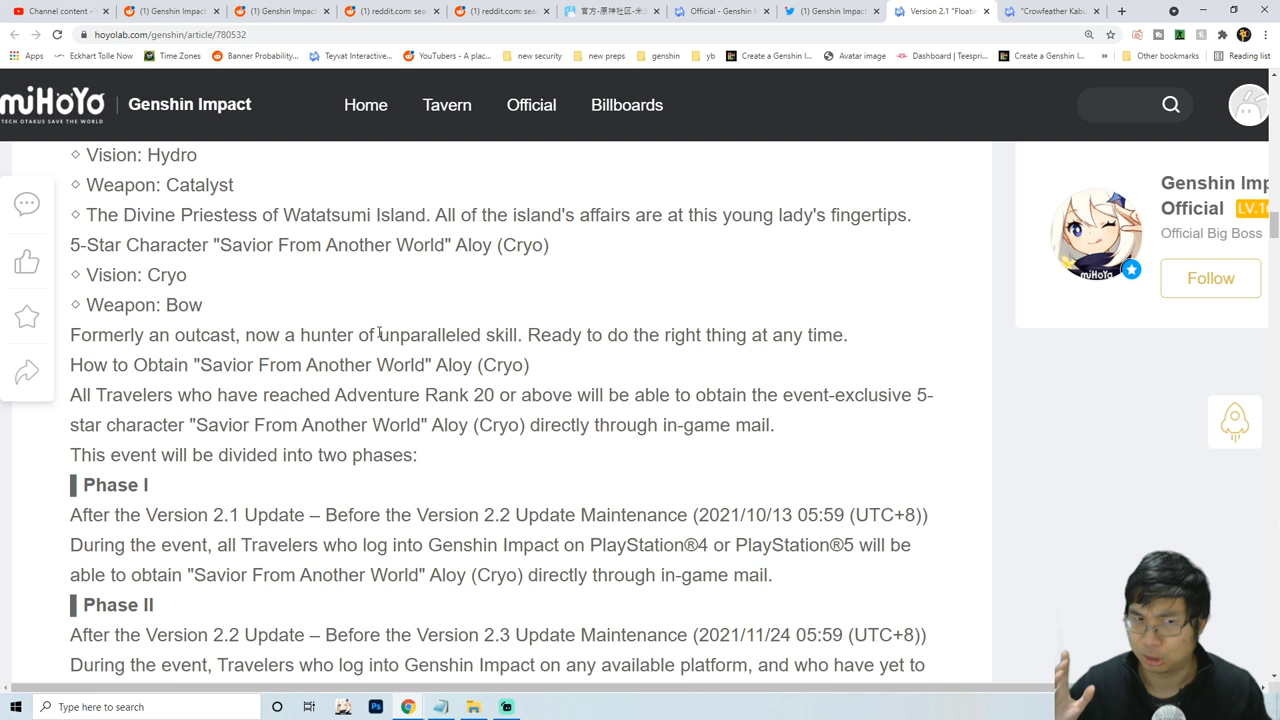 Channel content -
(1) Genshin Impact
(1) Genshin Impact
(1) reddit.com: sea
(1) reddit.com: sea
官方-原神社区-米
Official - Genshin I
(1) Genshin Impact
Version 2.1 "Floatin
"Crowfeather Kabu
hoyolab.com/genshin/article/780532
Apps
Eckhart Tolle Now
Time Zones
Banner Probability...
Teyvat Interactive...
YouTubers - A plac...
new security
new preps
genshin
yb
Create a Genshin I...
Avatar image
Dashboard | Teespri...
Create a Genshin I...
Other bookmarks
Reading list
miHoYo
TECH OTAKUS SAVE THE WORLD
Genshin Impact
Home
Tavern
Official
Billboards
◇ Vision: Hydro
◇ Weapon: Catalyst
◇ The Divine Priestess of Watatsumi Island. All of the island's affairs are at this young lady's fingertips.
5-Star Character "Savior From Another World" Aloy (Cryo)
◇ Vision: Cryo
◇ Weapon: Bow
Formerly an outcast, now a hunter of unparalleled skill. Ready to do the right thing at any time.
How to Obtain "Savior From Another World" Aloy (Cryo)
All Travelers who have reached Adventure Rank 20 or above will be able to obtain the event-exclusive 5-
star character "Savior From Another World" Aloy (Cryo) directly through in-game mail.
This event will be divided into two phases:
Phase I
After the Version 2.1 Update – Before the Version 2.2 Update Maintenance (2021/10/13 05:59 (UTC+8))
During the event, all Travelers who log into Genshin Impact on PlayStation®4 or PlayStation®5 will be
able to obtain "Savior From Another World" Aloy (Cryo) directly through in-game mail.
Phase II
After the Version 2.2 Update – Before the Version 2.3 Update Maintenance (2021/11/24 05:59 (UTC+8))
During the event, Travelers who log into Genshin Impact on any available platform, and who have yet to
Genshin Imp
Official
LV.1
Official Big Boss
Follow
Type here to search